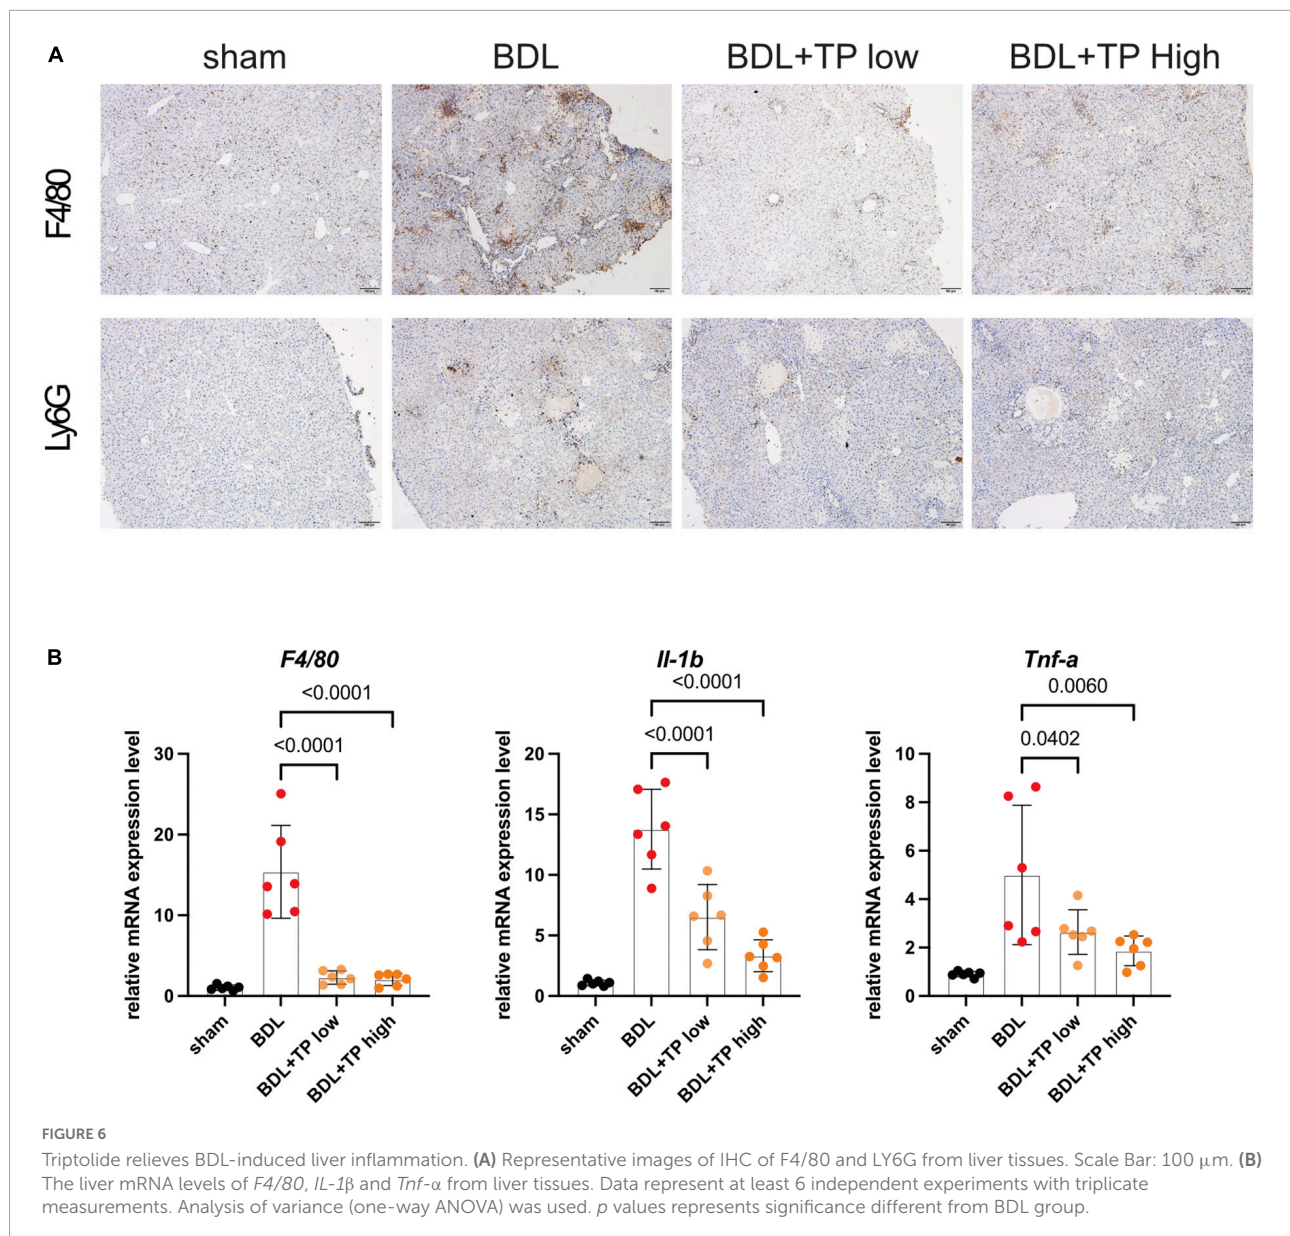 A
sham
BDL
BDL+TP low
BDL+TP High
F4/80
Ly6G
B
F4/80
<0.0001
<0.0001
relative mRNA expression level
30
20
10
0
sham
BDL
BDL+TP low
BDL+TP high
Il-1b
<0.0001
<0.0001
relative mRNA expression level
20
15
10
5
0
sham
BDL
BDL+TP low
BDL+TP high
Tnf-a
0.0060
0.0402
relative mRNA expression level
10
8
6
4
2
0
sham
BDL
BDL+TP low
BDL+TP high
FIGURE 6
Triptolide relieves BDL-induced liver inflammation. (A) Representative images of IHC of F4/80 and LY6G from liver tissues. Scale Bar: 100 μm. (B)
The liver mRNA levels of F4/80, IL-1β and Tnf-α from liver tissues. Data represent at least 6 independent experiments with triplicate
measurements. Analysis of variance (one-way ANOVA) was used. p values represents significance different from BDL group.